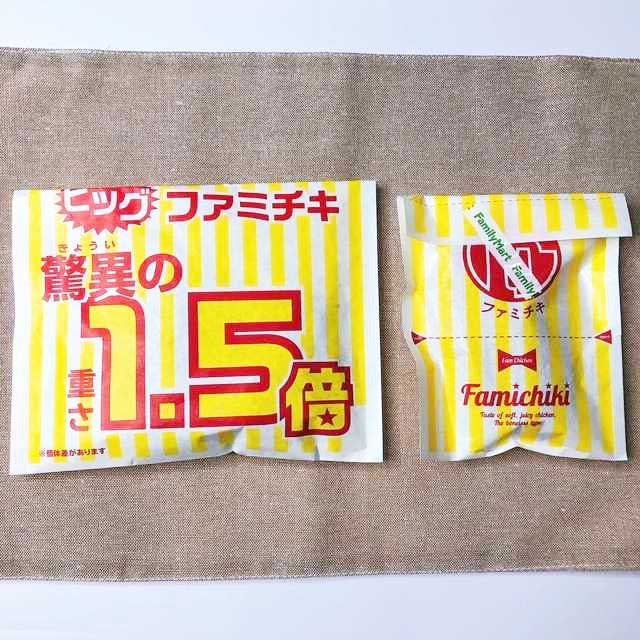 ビッグ
ファミチキ
きょうい
驚異の
重さ
1.5倍
※個体差があります
FamilyMart Family
ファミチキ
I am Chicken
Famichiki
Taste of soft, juicy chicken.
The boneless type.